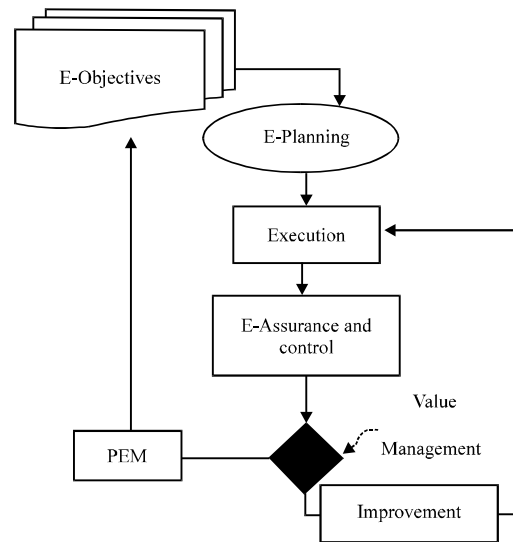 E-Objectives
E-Planning
Execution
E-Assurance and
control
Value
Management
PEM
Improvement